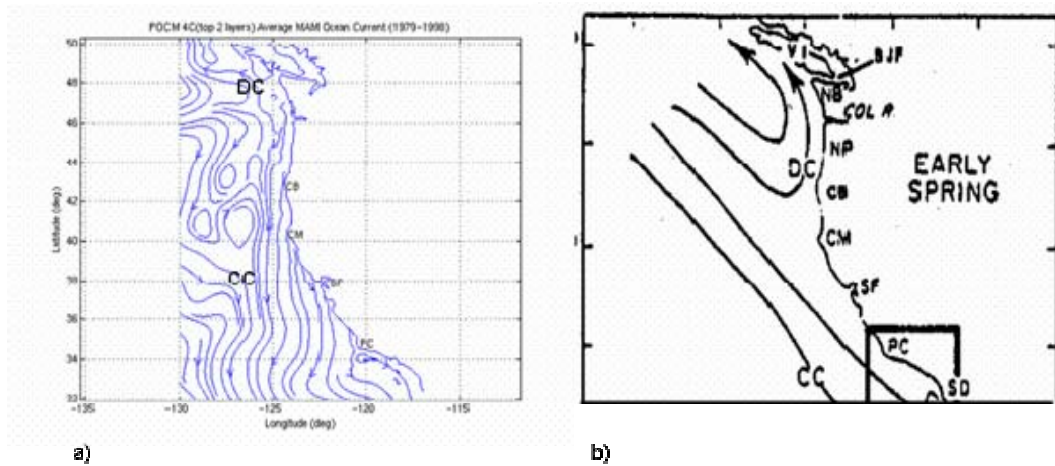 POCM 4C(top 2 layers) Average MAMJ Ocean Current (1979-1998)
50
48
46
44
42
40
38
36
34
32
Latitude (deg)
DC
CB
CM
CC
SF
PC
-135
-130
-125
-120
-115
Longitude (deg)
a)
VI
SJF
NB
COL R
NP
DC
CB
CM
SF
EARLY
SPRING
PC
CC
SD
b)